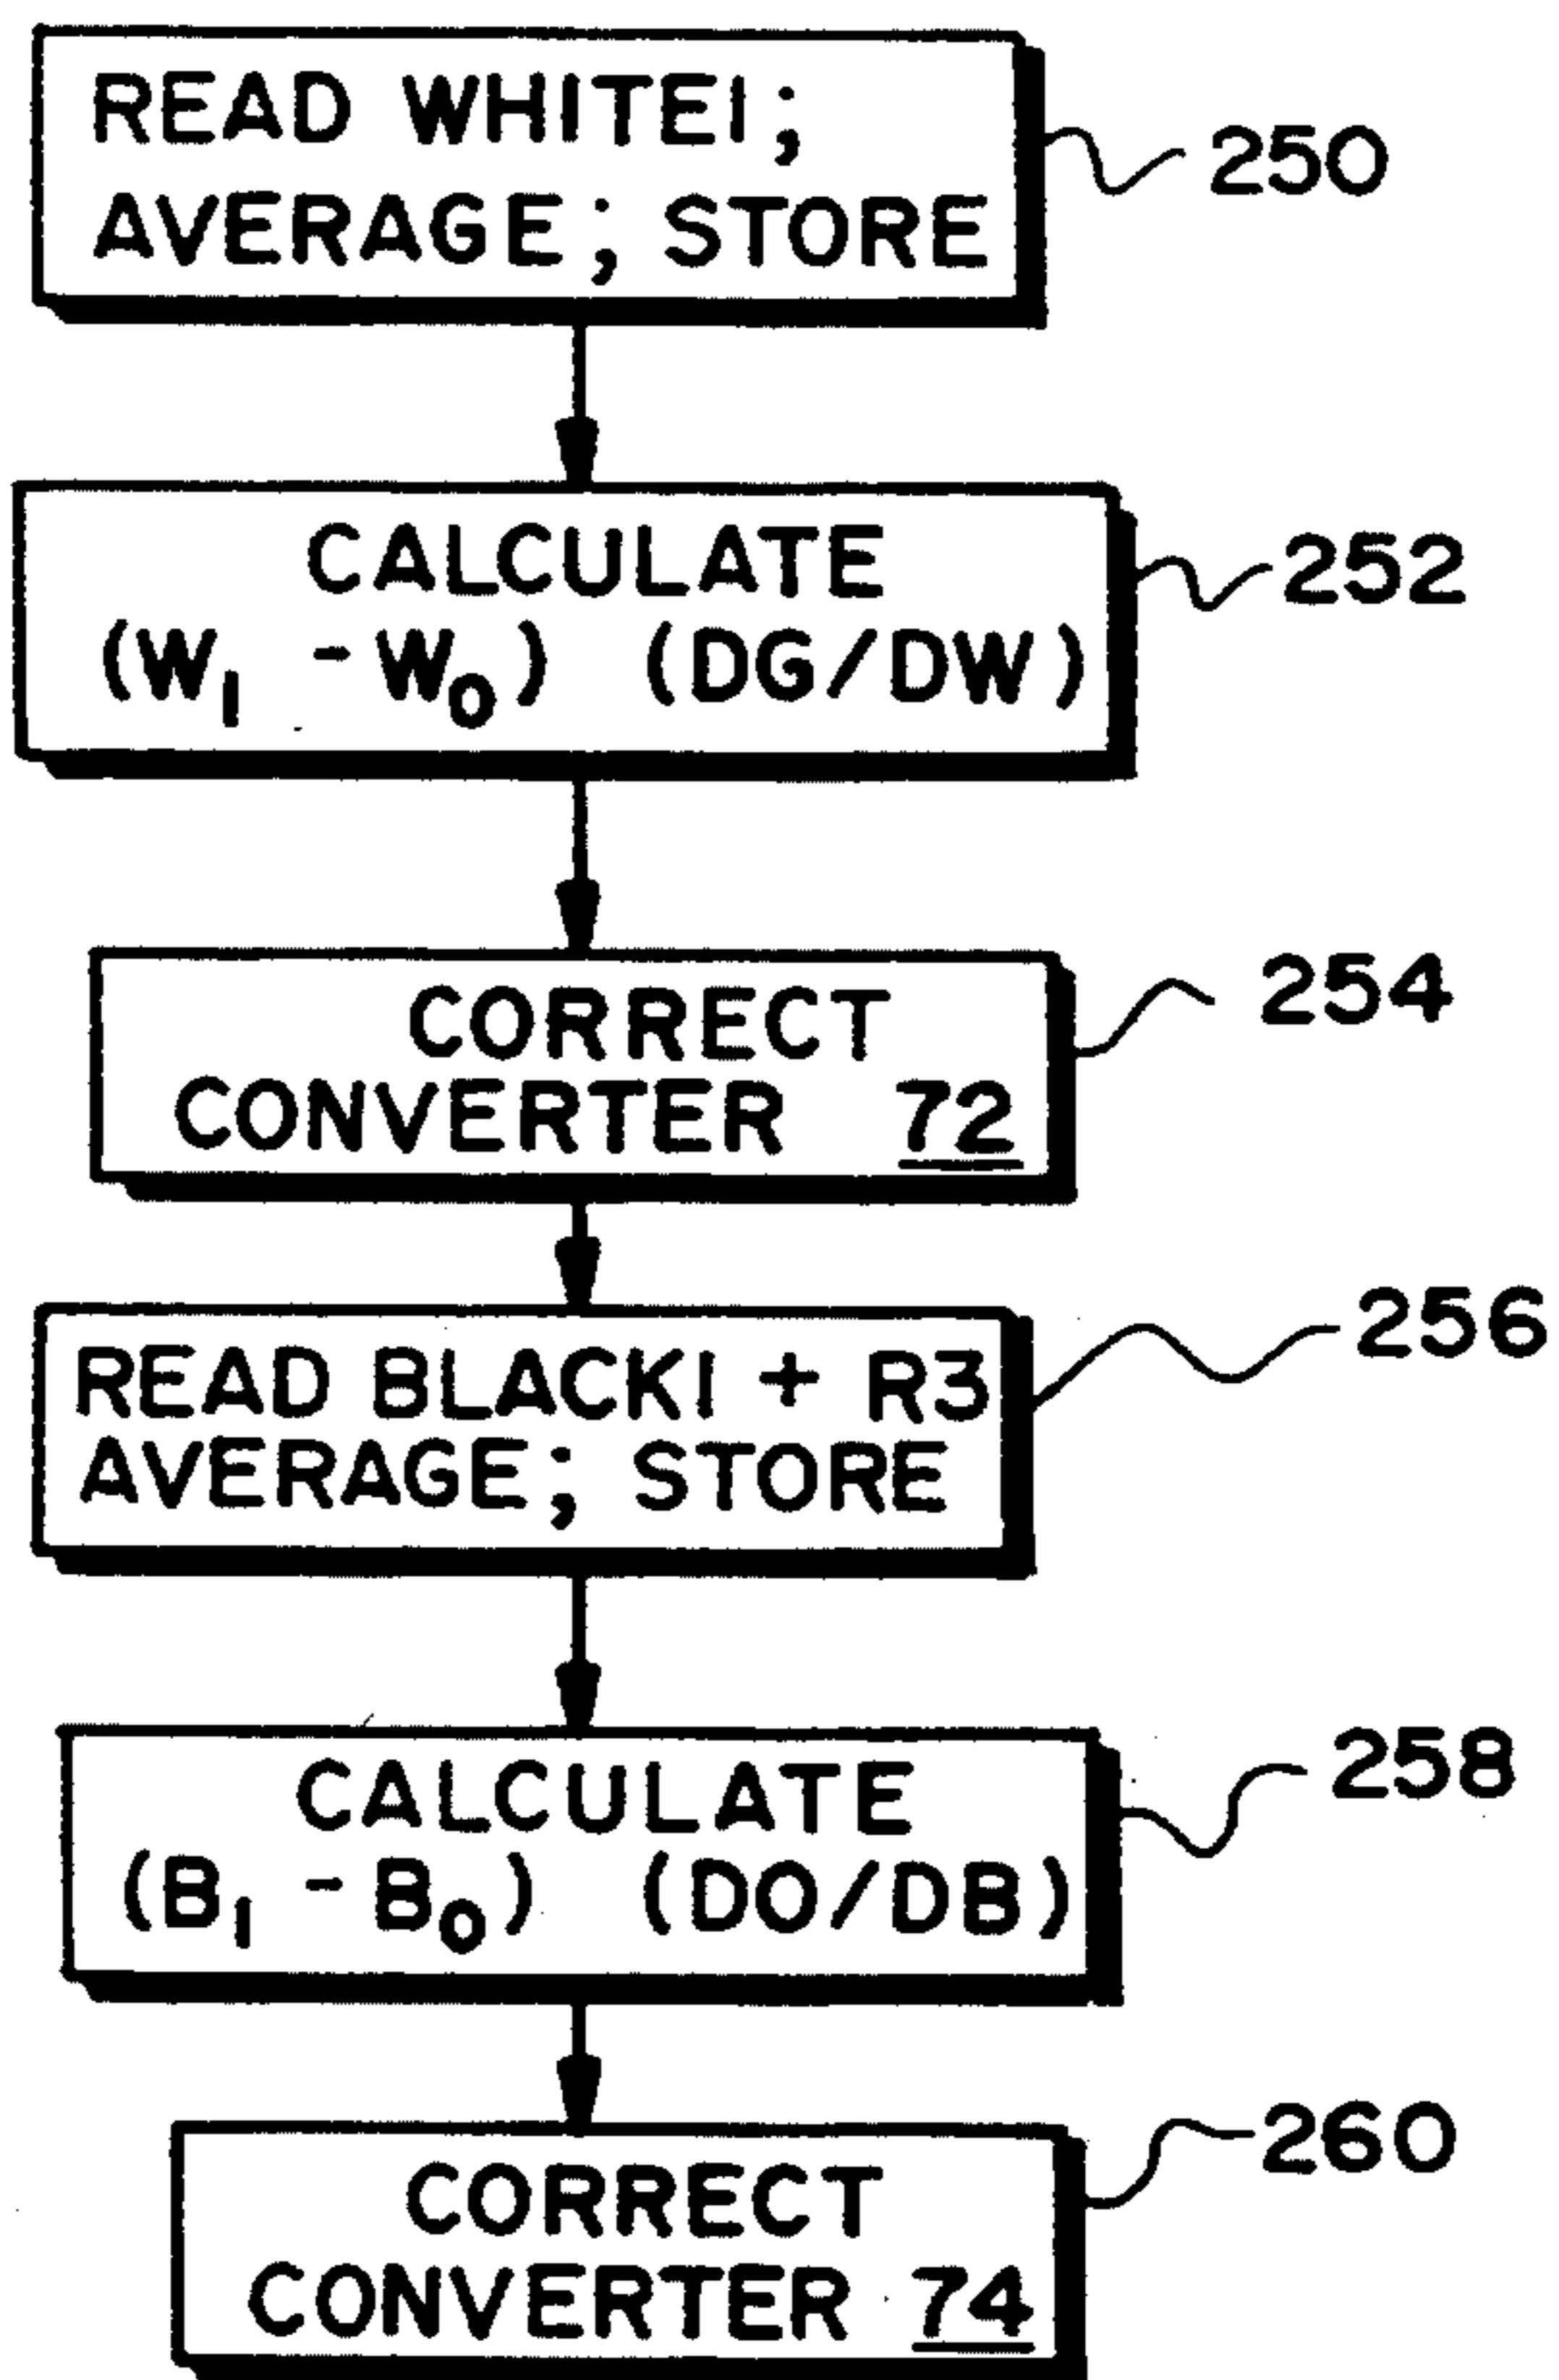 READ WHITE1;
AVERAGE; STORE
250
CALCULATE
(W₁ - W₀) (DG/DW)
252
CORRECT
CONVERTER 72
254
READ BLACK1 + R3
AVERAGE; STORE
256
CALCULATE
(B₁ - B₀) (DO/DB)
258
CORRECT
CONVERTER 74
260